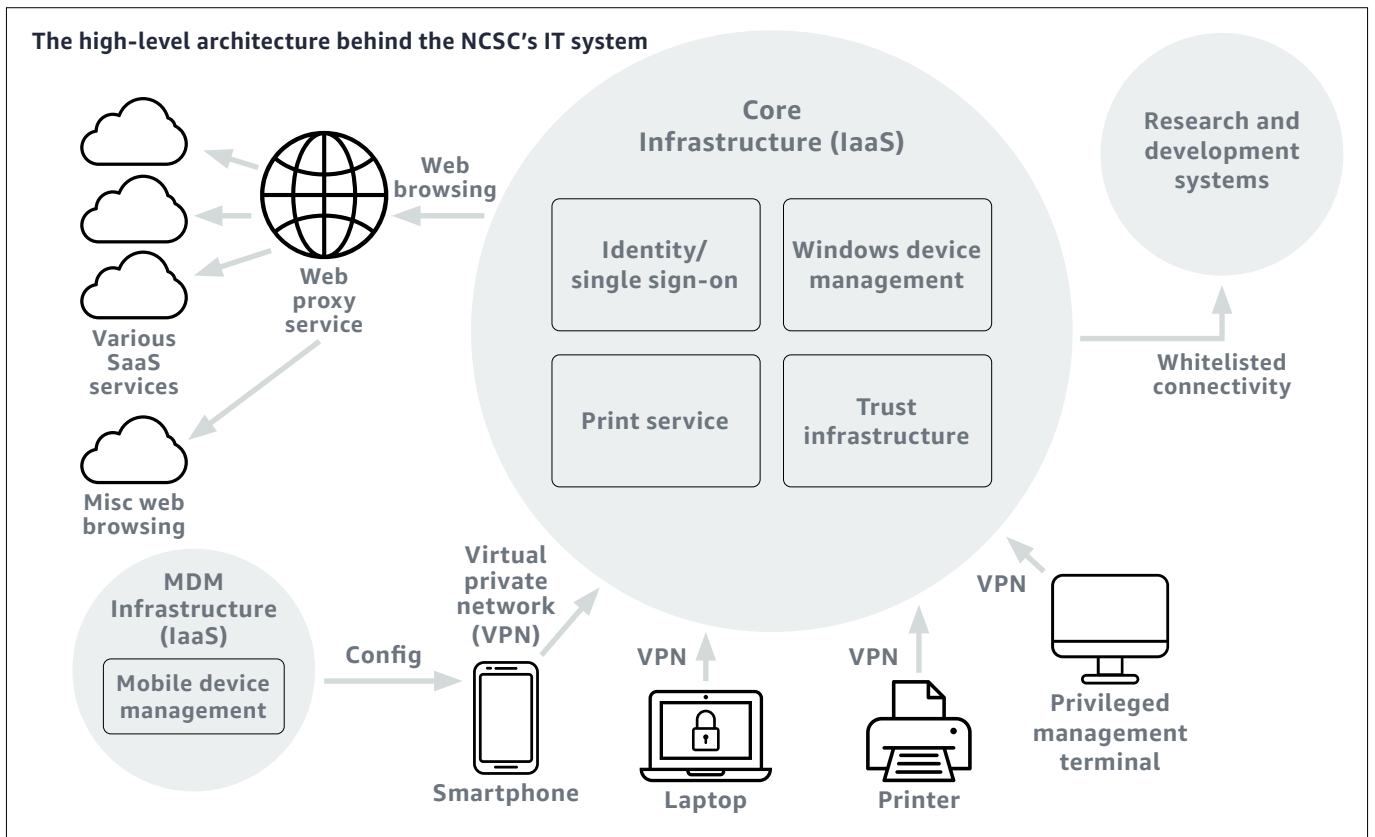 The high-level architecture behind the NCSC's IT system
Core
Infrastructure (IaaS)
Identity/
single sign-on
Windows device
management
Print service
Trust
infrastructure
Research and
development
systems
Whitelisted
connectivity
Web
browsing
Web
proxy
service
Various
SaaS
services
Misc web
browsing
MDM
Infrastructure
(IaaS)
Mobile device
management
Config
Virtual
private
network
(VPN)
Smartphone
VPN
Laptop
VPN
Printer
VPN
Privileged
management
terminal